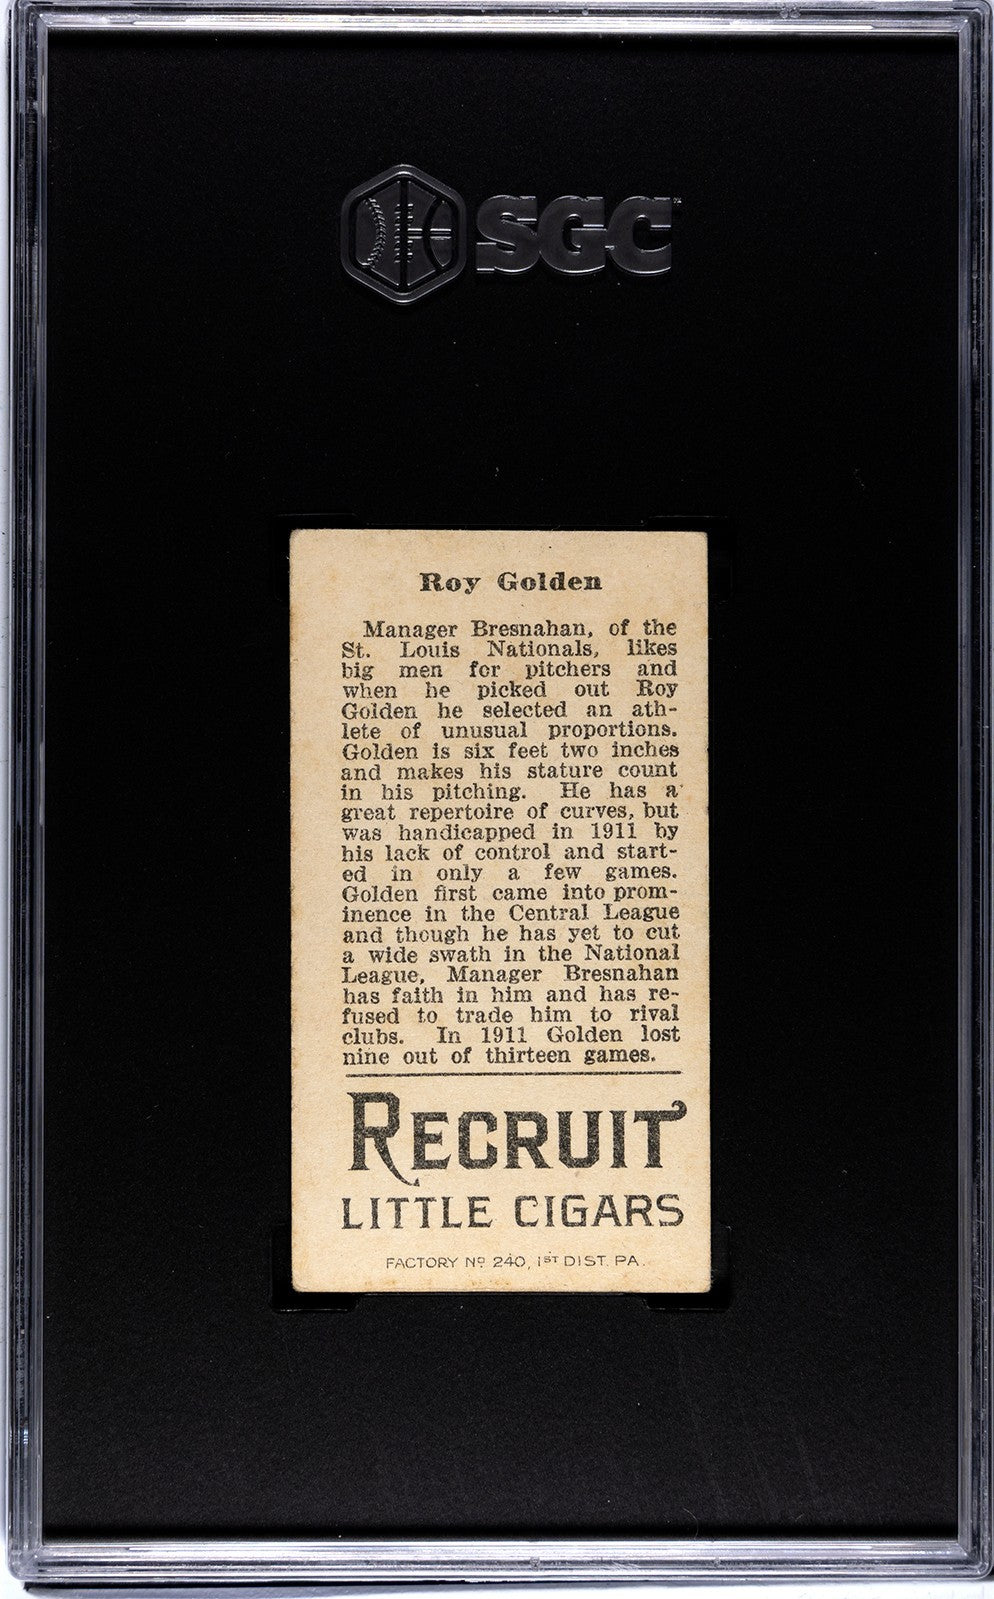 SGC
Roy Golden
Manager Bresnahan, of the
St. Louis Nationals, likes
big men for pitchers and
when he picked out Roy
Golden he selected an ath-
lete of unusual proportions.
Golden is six feet two inches
and makes his stature count
in his pitching. He has a
great repertoire of curves, but
was handicapped in 1911 by
his lack of control and start-
ed in only a few games.
Golden first came into prom-
inence in the Central League
and though he has yet to cut
a wide swath in the National
League, Manager Bresnahan
has faith in him and has re-
fused to trade him to rival
clubs. In 1911 Golden lost
nine out of thirteen games.
RECRUIT
LITTLE CIGARS
FACTORY Nº 240, 1ST DIST. PA.